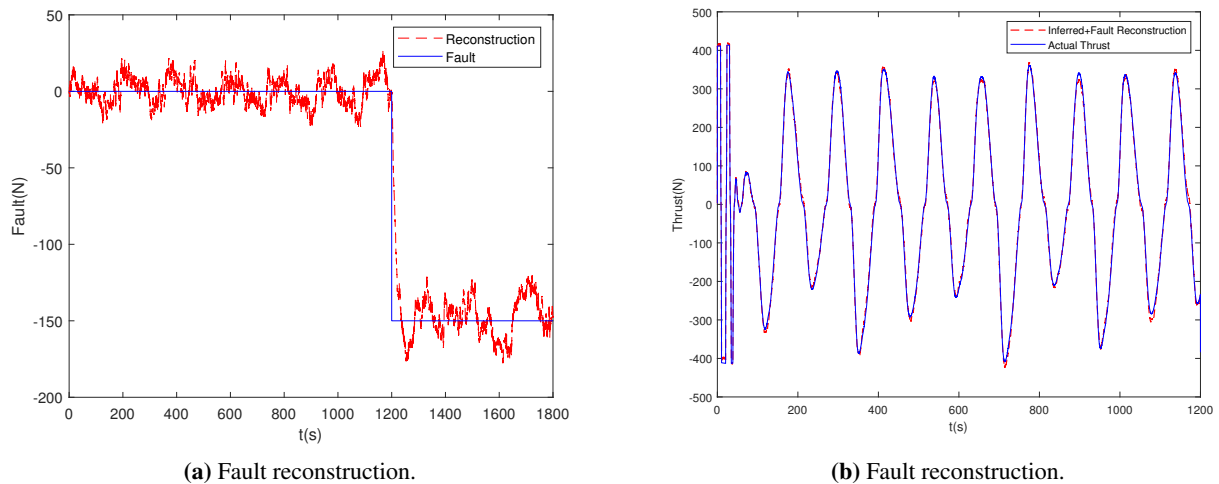 50
0
-50
-100
-150
-200
Fault(N)
0 200 400 600 800 1000 1200 1400 1600 1800
t(s)
Reconstruction
Fault
(a) Fault reconstruction.
500
400
300
200
100
0
-100
-200
-300
-400
-500
Thrust(N)
0 200 400 600 800 1000 1200
t(s)
Inferred+Fault Reconstruction
Actual Thrust
(b) Fault reconstruction.